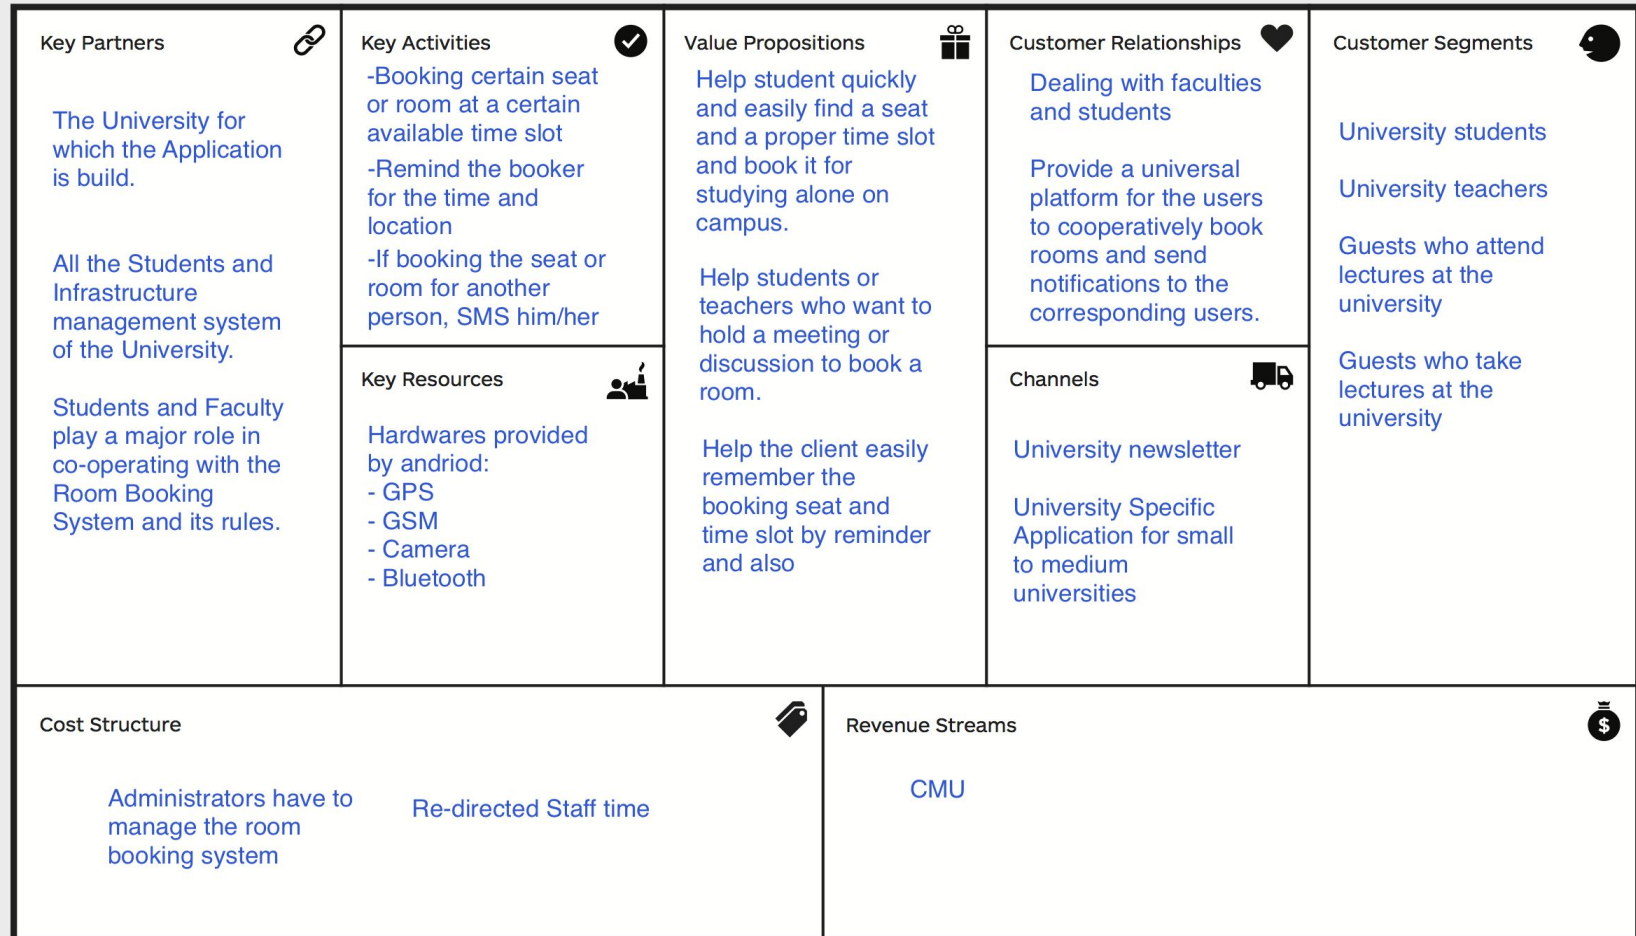 Key Partners
The University for
which the Application
is build.
All the Students and
Infrastructure
management system
of the University.
Students and Faculty
play a major role in
co-operating with the
Room Booking
System and its rules.
Key Activities
-Booking certain seat
or room at a certain
available time slot
-Remind the booker
for the time and
location
-If booking the seat or
room for another
person, SMS him/her
Key Resources
Hardwares provided
by andriod:
- GPS
- GSM
- Camera
- Bluetooth
Value Propositions
Help student quickly
and easily find a seat
and a proper time slot
and book it for
studying alone on
campus.
Help students or
teachers who want to
hold a meeting or
discussion to book a
room.
Help the client easily
remember the
booking seat and
time slot by reminder
and also
Customer Relationships
Dealing with faculties
and students
Provide a universal
platform for the users
to cooperatively book
rooms and send
notifications to the
corresponding users.
Channels
University newsletter
University Specific
Application for small
to medium
universities
Customer Segments
University students
University teachers
Guests who attend
lectures at the
university
Guests who take
lectures at the
university
Cost Structure
Administrators have to
manage the room
booking system
Re-directed Staff time
Revenue Streams
$
CMU